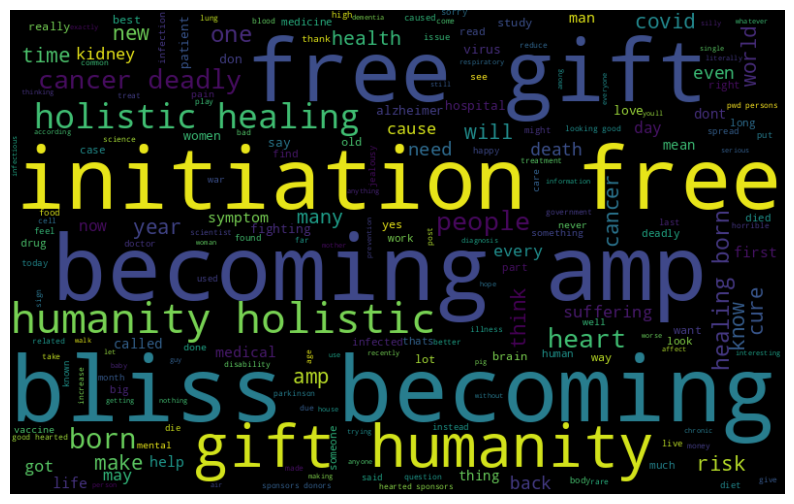 really exactly best lung blood caused dementia come sorry silly whatever
common new infection patient one medicine high issue man covid reduce single literally
thinking time kidney don health thank read study virus respiratory see still even among everyone world
cancer deadly pain treat play free gift hospital right
holistic healing alzheimer love dont youll pwd persons
according science bad women cause will looking good spread long put
infectious case say old need might happy day mean serious
war find jealousy anything death care treatment information
initiation free
food now year symptom many yes people cancer government last died horrible
cell feel drug doctor scientist found fighting far prevention work post every something never deadly first
today woman used mother becoming amp diagnosis part hope healing born
sign suffering know cure
humanity holistic think heart
related walk called done infected thats better illness well want look
take let guy medical disability age use recently worse affect interesting
known baby month big amp lot brain pig human way
bliss becoming
increase getting nothing parkinson due house trying without
vaccine born die gift humanity someone instead chronic
good hearted mental anyone live money risk
got make help made said question thing much
life may person sponsors donors air making hearted sponsors back body rare diet give